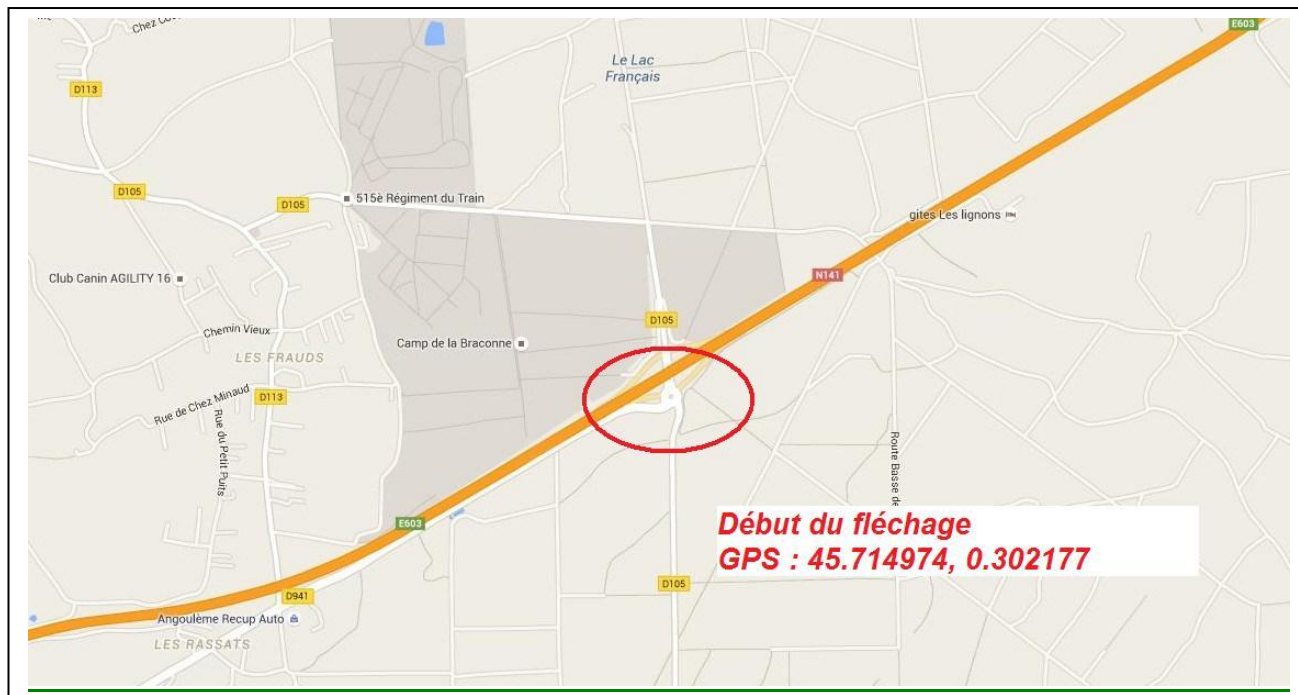 Chez Cou
E603
Le Lac
Français
D113
D105
D105
515è Régiment du Train
gites Les lignons
N141
Club Canin AGILITY 16
Chemin Vieux
D105
Camp de la Braconne
LES FRAUDS
Rue de Chez Minaud
D113
Rue du Petit Puits
Route Basse de
E603
Début du fléchage
GPS : 45.714974, 0.302177
D105
D941
Angoulême Recup Auto
LES RASSATS